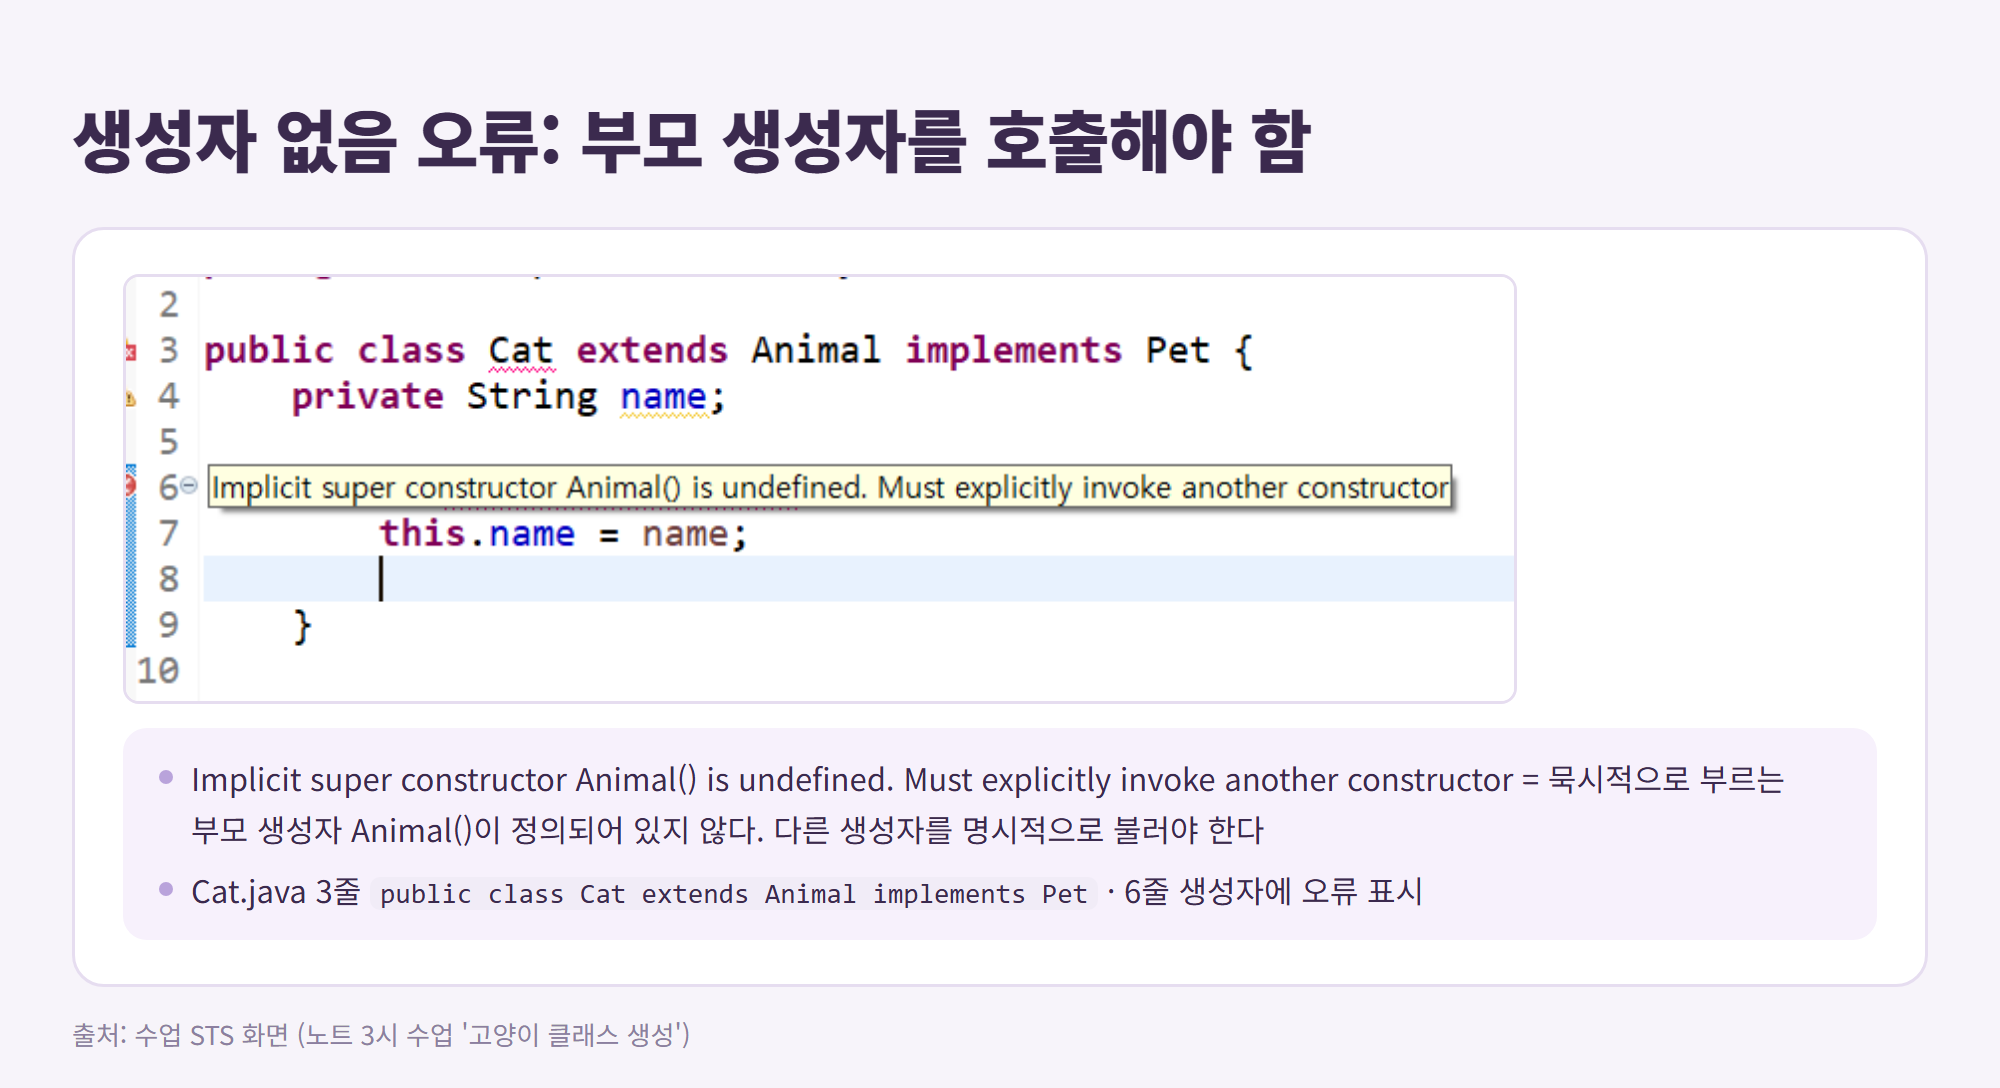 생성자 없음 오류: 부모 생성자를 호출해야 함
2
3 public class Cat extends Animal implements Pet {
4 private String name;
5
6 Implicit super constructor Animal() is undefined. Must explicitly invoke another constructor
7 this.name = name;
8
9 }
10
Implicit super constructor Animal() is undefined. Must explicitly invoke another constructor = 묵시적으로 부르는
부모 생성자 Animal()이 정의되어 있지 않다. 다른 생성자를 명시적으로 불러야 한다
Cat.java 3줄 public class Cat extends Animal implements Pet · 6줄 생성자에 오류 표시
출처: 수업 STS 화면 (노트 3시 수업 '고양이 클래스 생성')